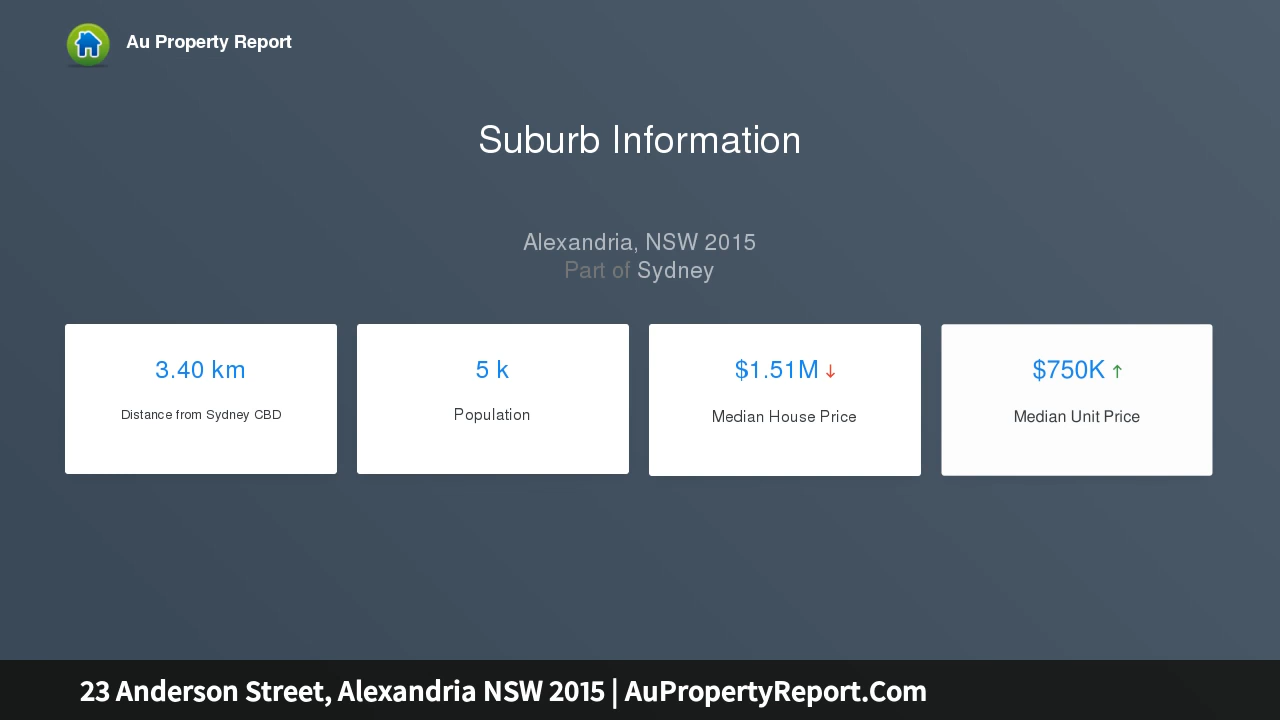 Au Property Report
Suburb Information
Alexandria, NSW 2015
Part of Sydney
3.40 km
Distance from Sydney CBD
5 k
Population
$1.51M ↓
Median House Price
$750K ↑
Median Unit Price
23 Anderson Street, Alexandria NSW 2015 | AuPropertyReport.Com